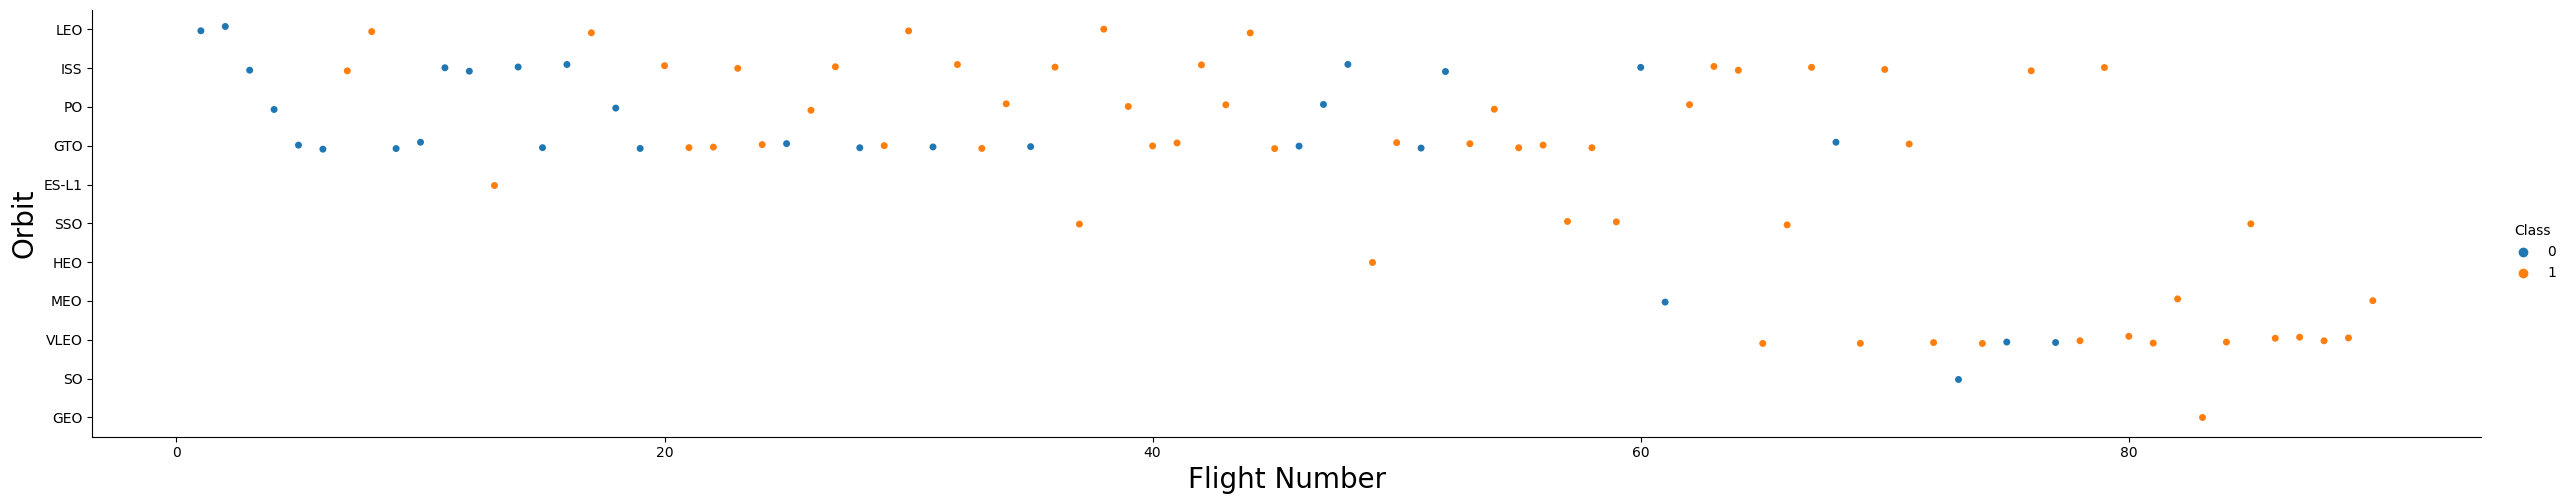 LEO
ISS
PO
GTO
ES-L1
SSO
HEO
MEO
VLEO
SO
GEO
Orbit
0 20 40 60 80
Flight Number
Class
0
1